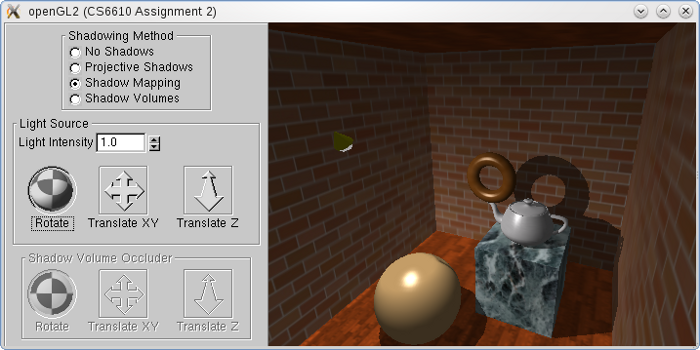 openGL2 (CS6610 Assignment 2)
Shadowing Method
No Shadows
Projective Shadows
Shadow Mapping
Shadow Volumes
Light Source
Light Intensity 1.0
Rotate Translate XY Translate Z
Shadow Volume Occluder
Rotate Translate XY Translate Z